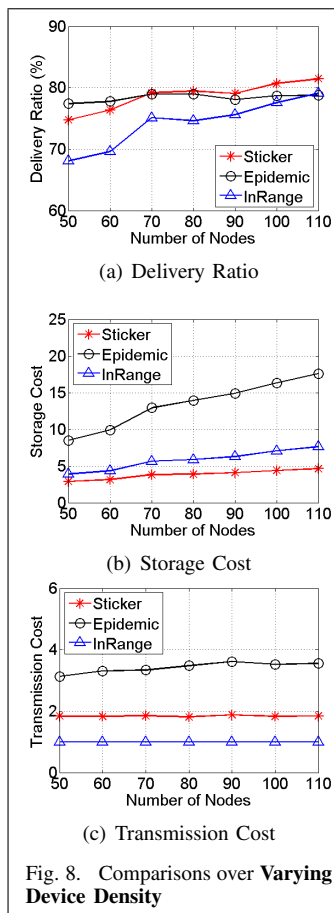 90
80
70
60
Delivery Ratio (%)
Sticker
Epidemic
InRange
50 60 70 80 90 100 110
Number of Nodes
(a) Delivery Ratio
25
20
15
10
5
0
Storage Cost
Sticker
Epidemic
InRange
50 60 70 80 90 100 110
Number of Nodes
(b) Storage Cost
6
4
2
0
Transmission Cost
Sticker
Epidemic
InRange
50 60 70 80 90 100 110
Number of Nodes
(c) Transmission Cost
Fig. 8. Comparisons over Varying
Device Density